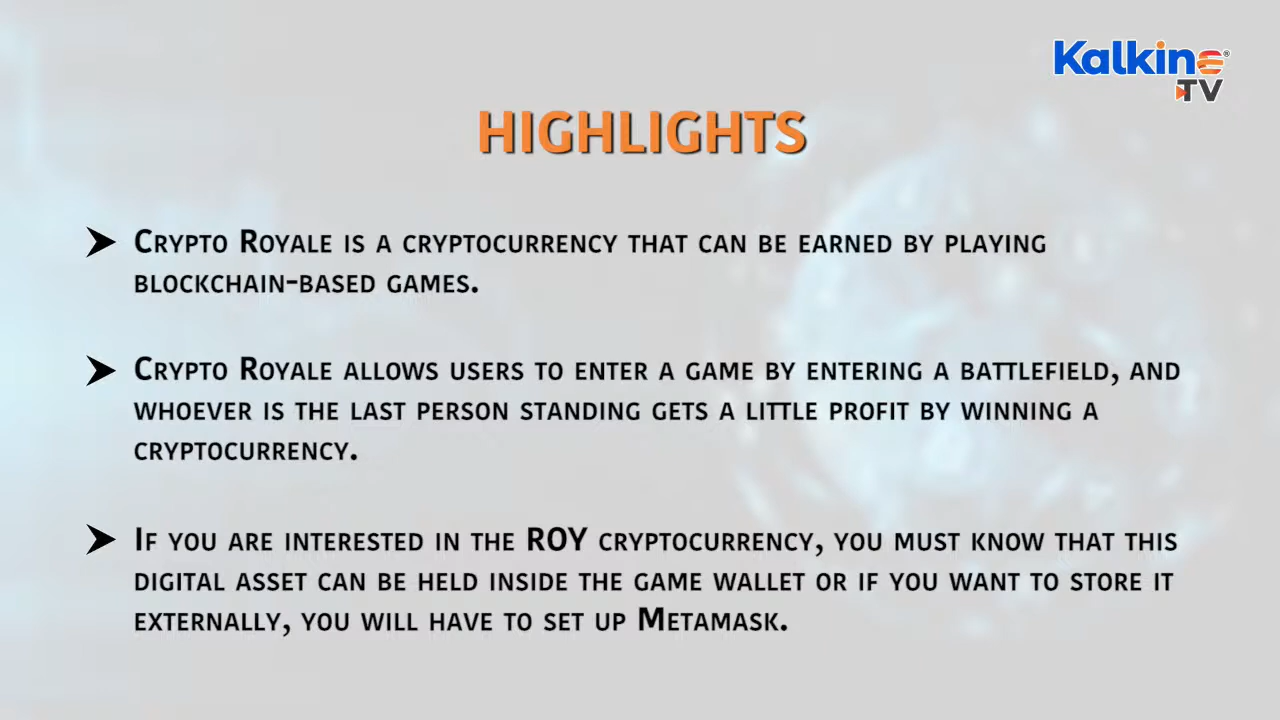 Kalkine®
TV
HIGHLIGHTS
➤ Crypto Royale is a cryptocurrency that can be earned by playing
blockchain-based games.
➤ Crypto Royale allows users to enter a game by entering a battlefield, and
whoever is the last person standing gets a little profit by winning a
cryptocurrency.
➤ If you are interested in the ROY cryptocurrency, you must know that this
digital asset can be held inside the game wallet or if you want to store it
externally, you will have to set up Metamask.